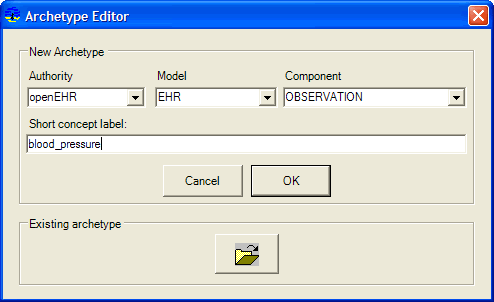 Archetype Editor
New Archetype
Authority Model Component
openEHR EHR OBSERVATION
Short concept label:
blood_pressure
Cancel OK
Existing archetype